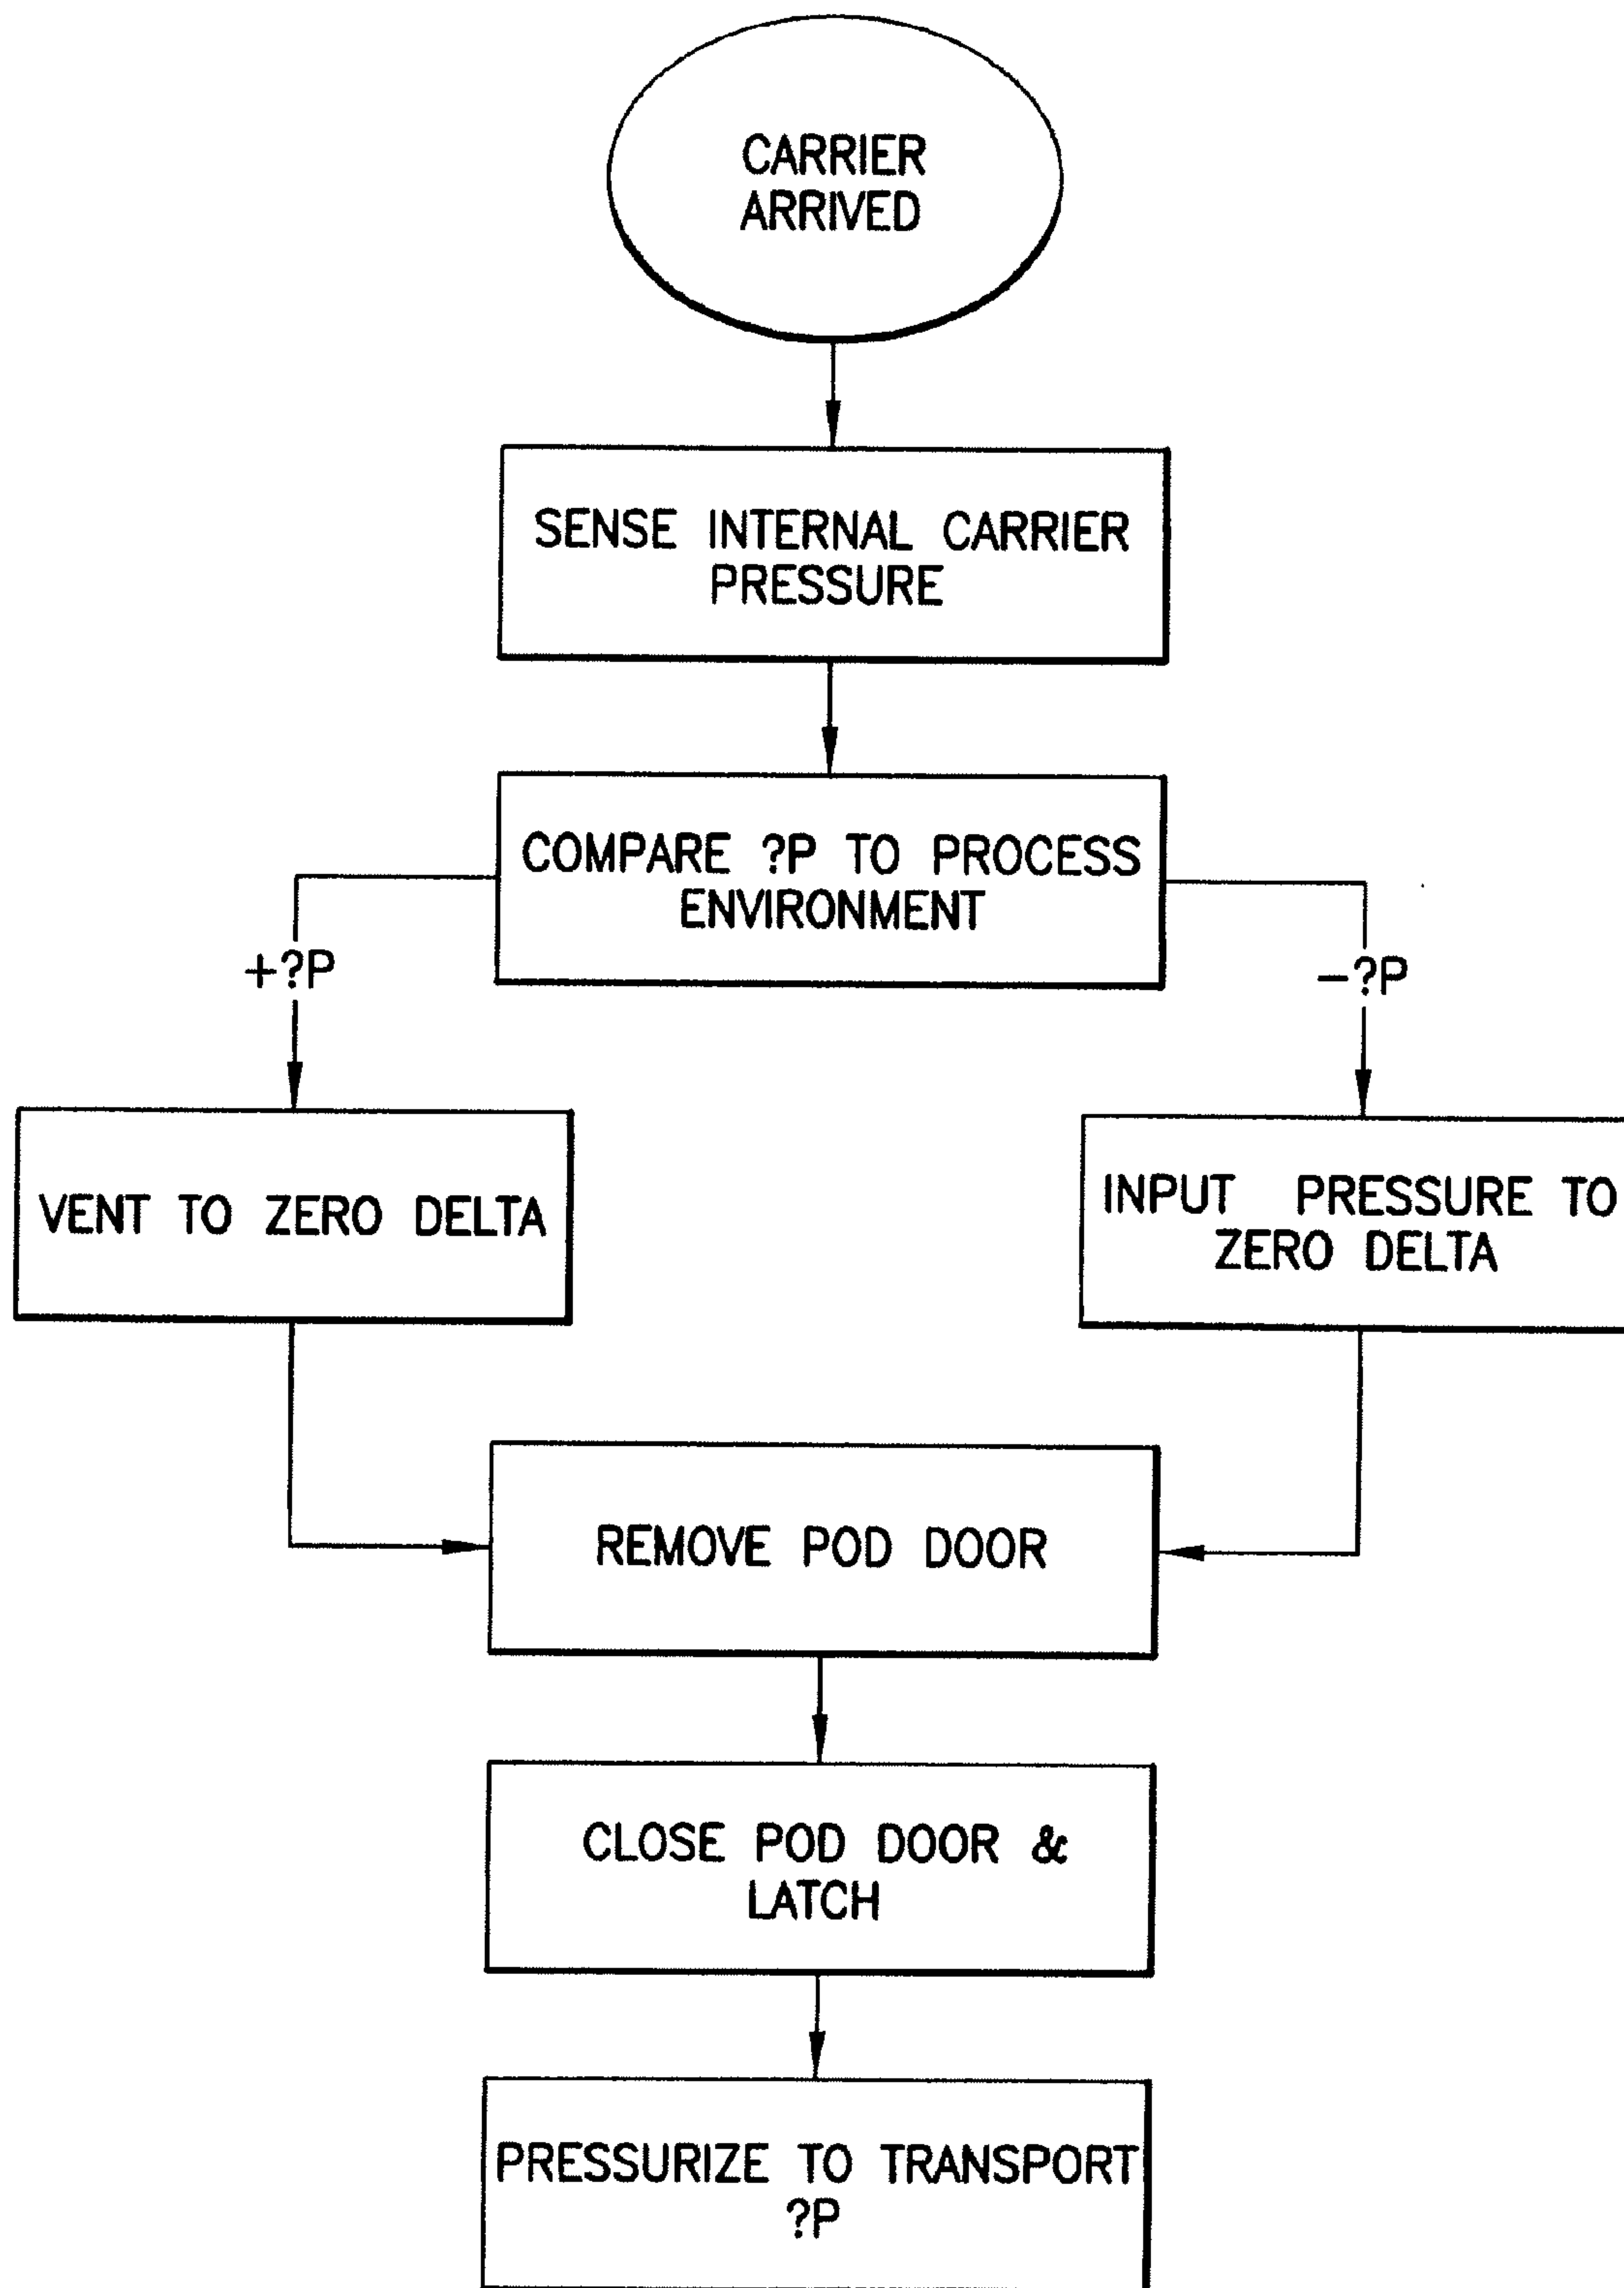 CARRIER
ARRIVED
SENSE INTERNAL CARRIER
PRESSURE
COMPARE ?P TO PROCESS
ENVIRONMENT
+?P
-?P
VENT TO ZERO DELTA
INPUT PRESSURE TO
ZERO DELTA
REMOVE POD DOOR
CLOSE POD DOOR &
LATCH
PRESSURIZE TO TRANSPORT
?P